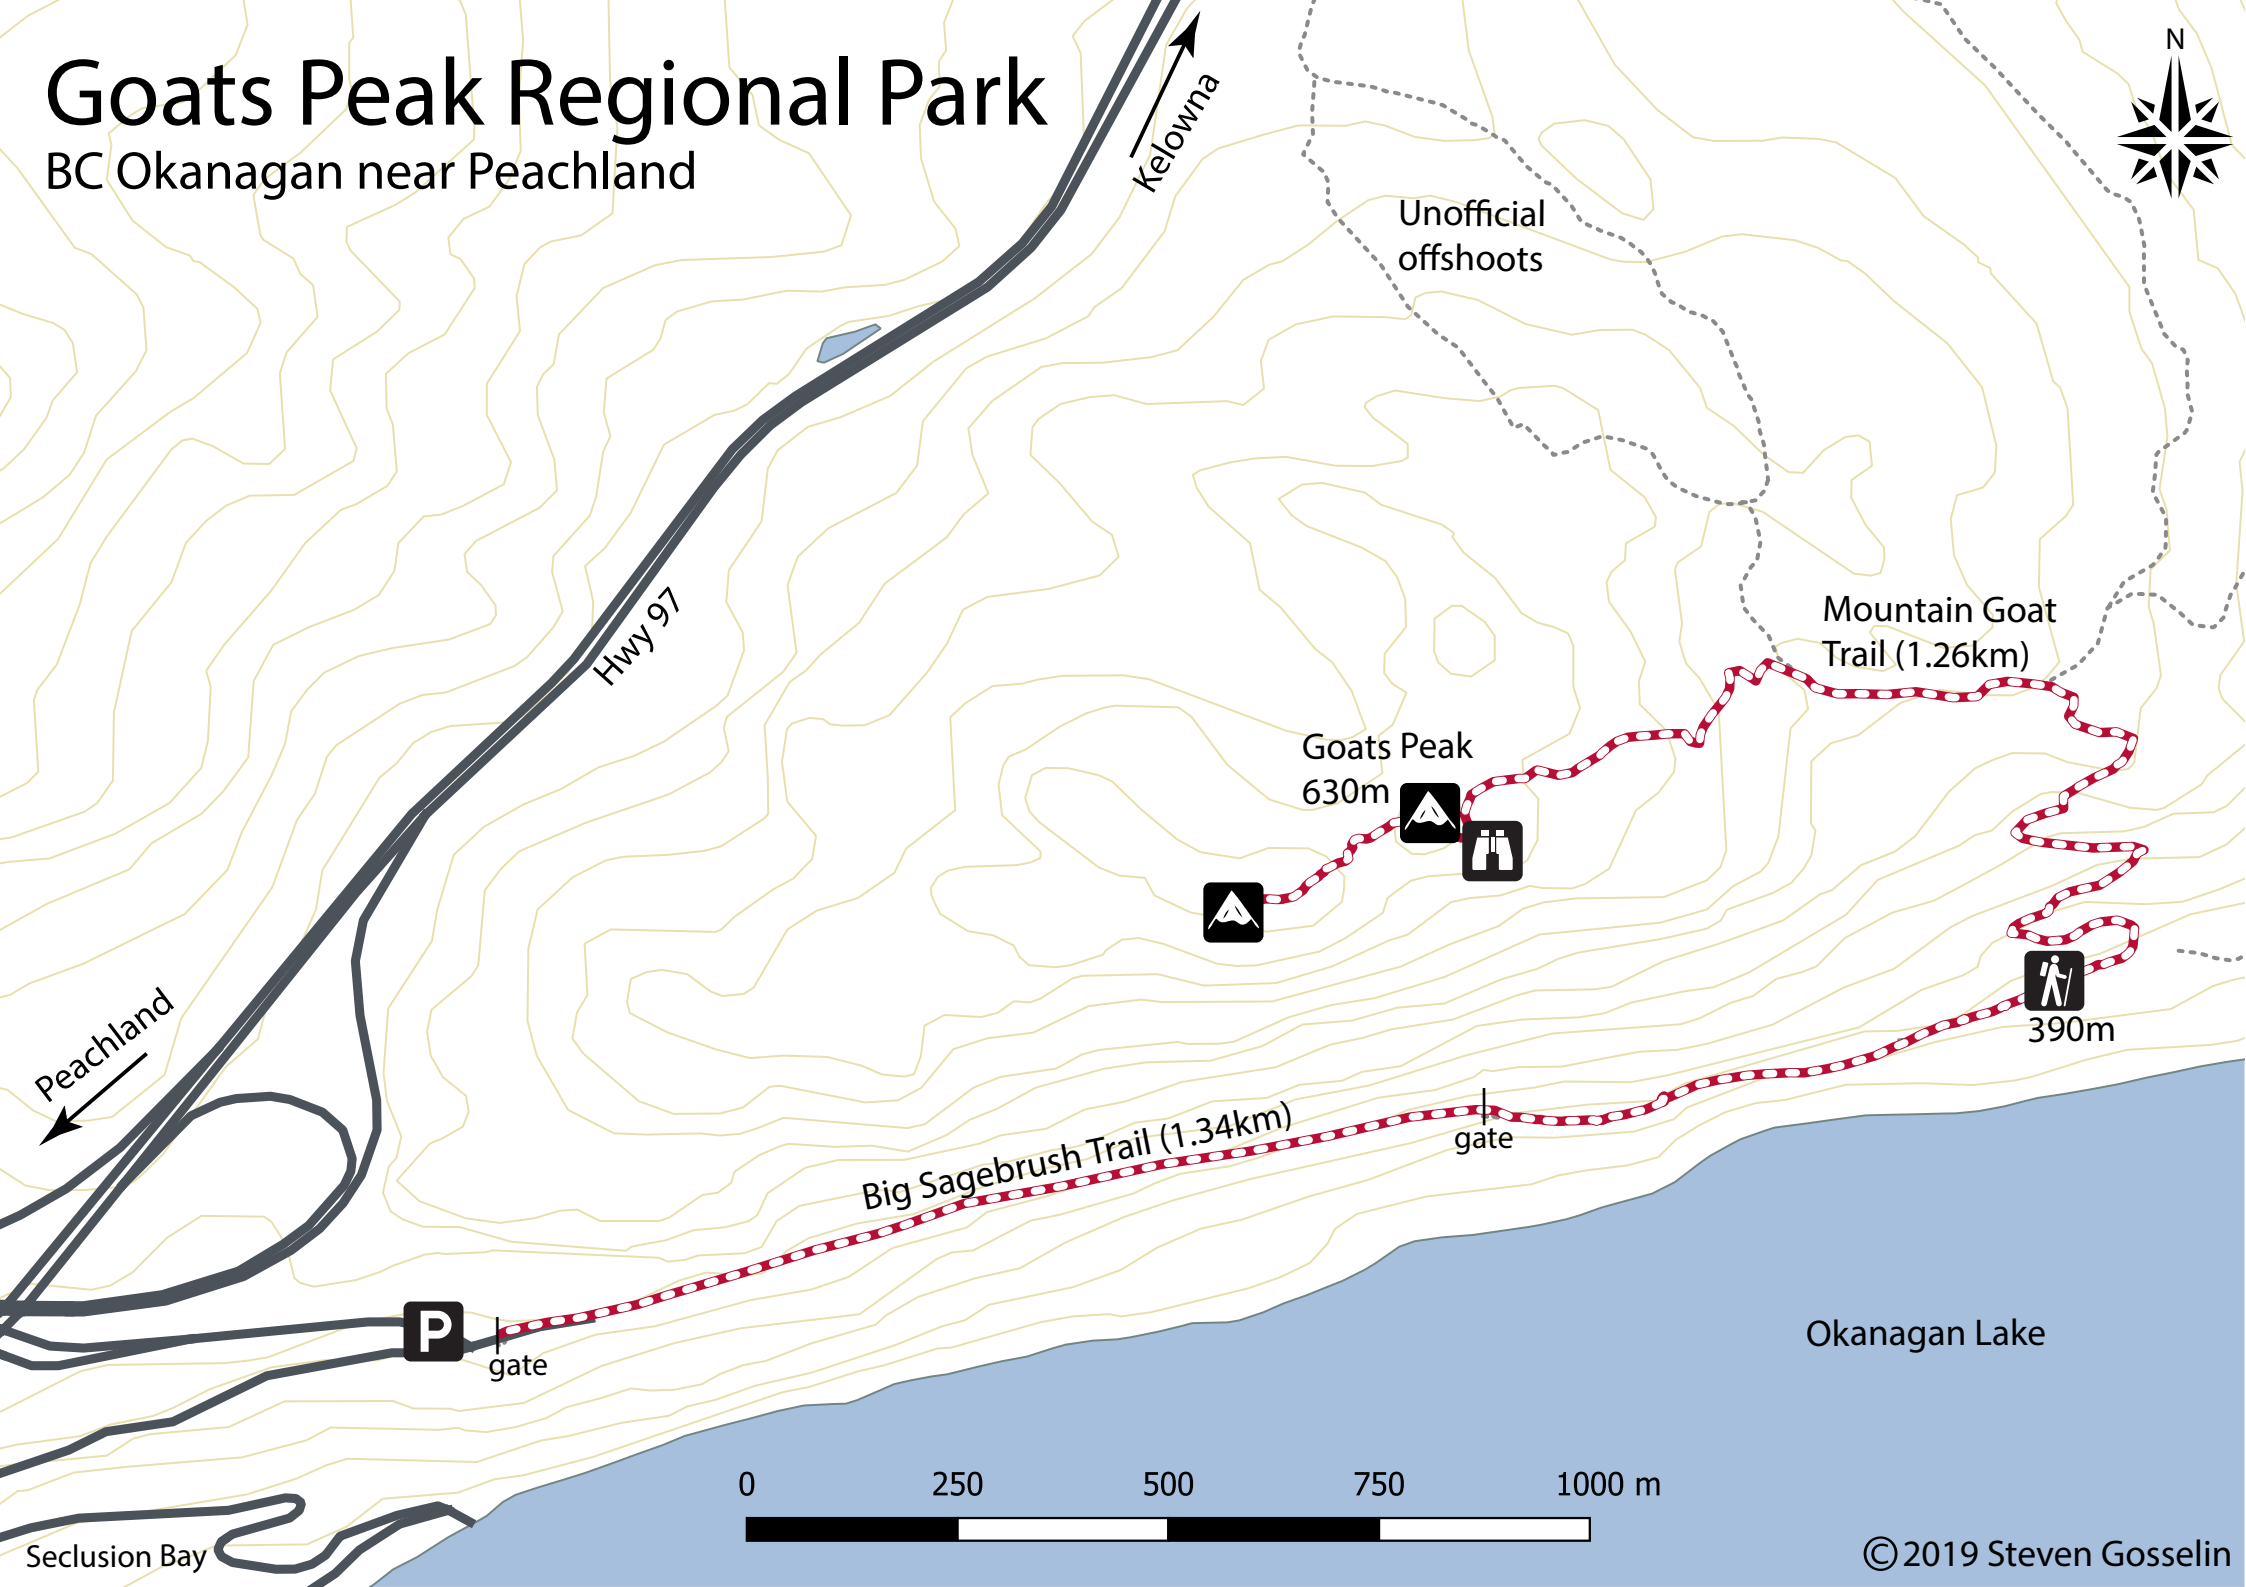 Goats Peak Regional Park
BC Okanagan near Peachland
Kelowna
N
Unofficial
offshoots
Hwy 97
Mountain Goat
Trail (1.26km)
Goats Peak
630m
Peachland
390m
Big Sagebrush Trail (1.34km)
gate
P
gate
Okanagan Lake
0 250 500 750 1000 m
Seclusion Bay
©2019 Steven Gosselin